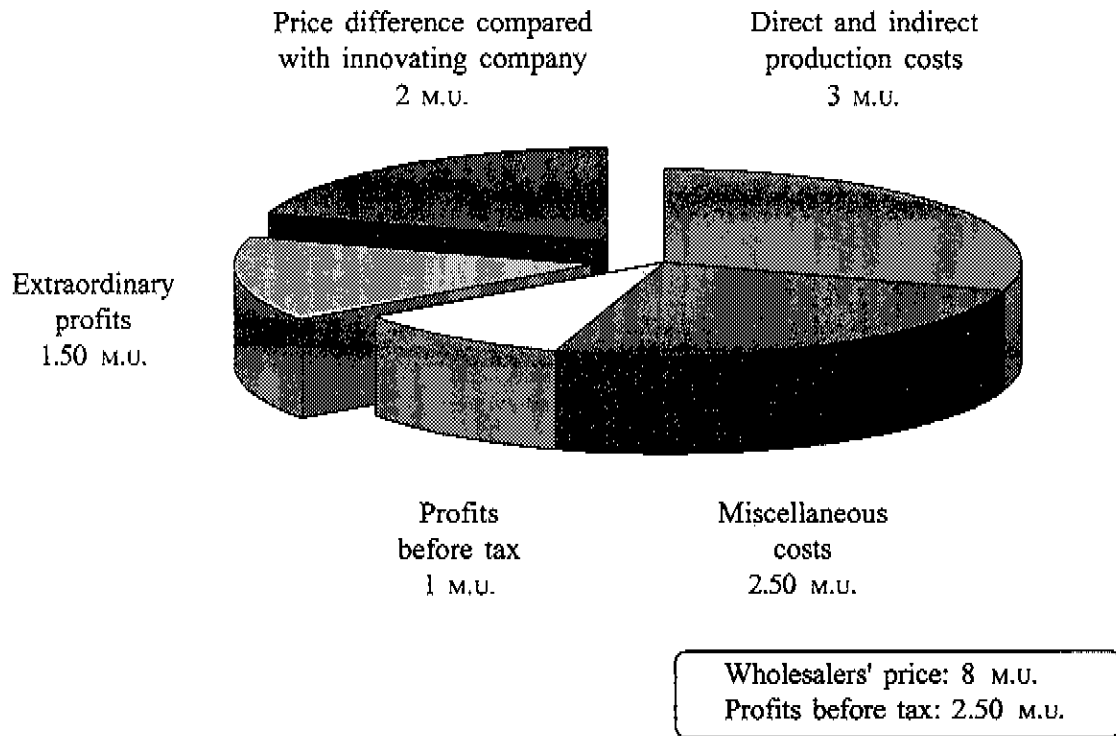 Price difference compared
with innovating company
2 M.U.
Direct and indirect
production costs
3 M.U.
Extraordinary
profits
1.50 M.U.
Profits
before tax
1 M.U.
Miscellaneous
costs
2.50 M.U.
Wholesalers' price: 8 M.U.
Profits before tax: 2.50 M.U.